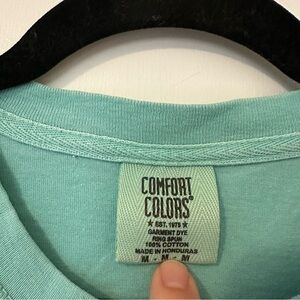 COMFORT
COLORS®
★ EST. 1975 ★
GARMENT DYE
RING SPUN
100% COTTON
MADE IN HONDURAS
M - M - M